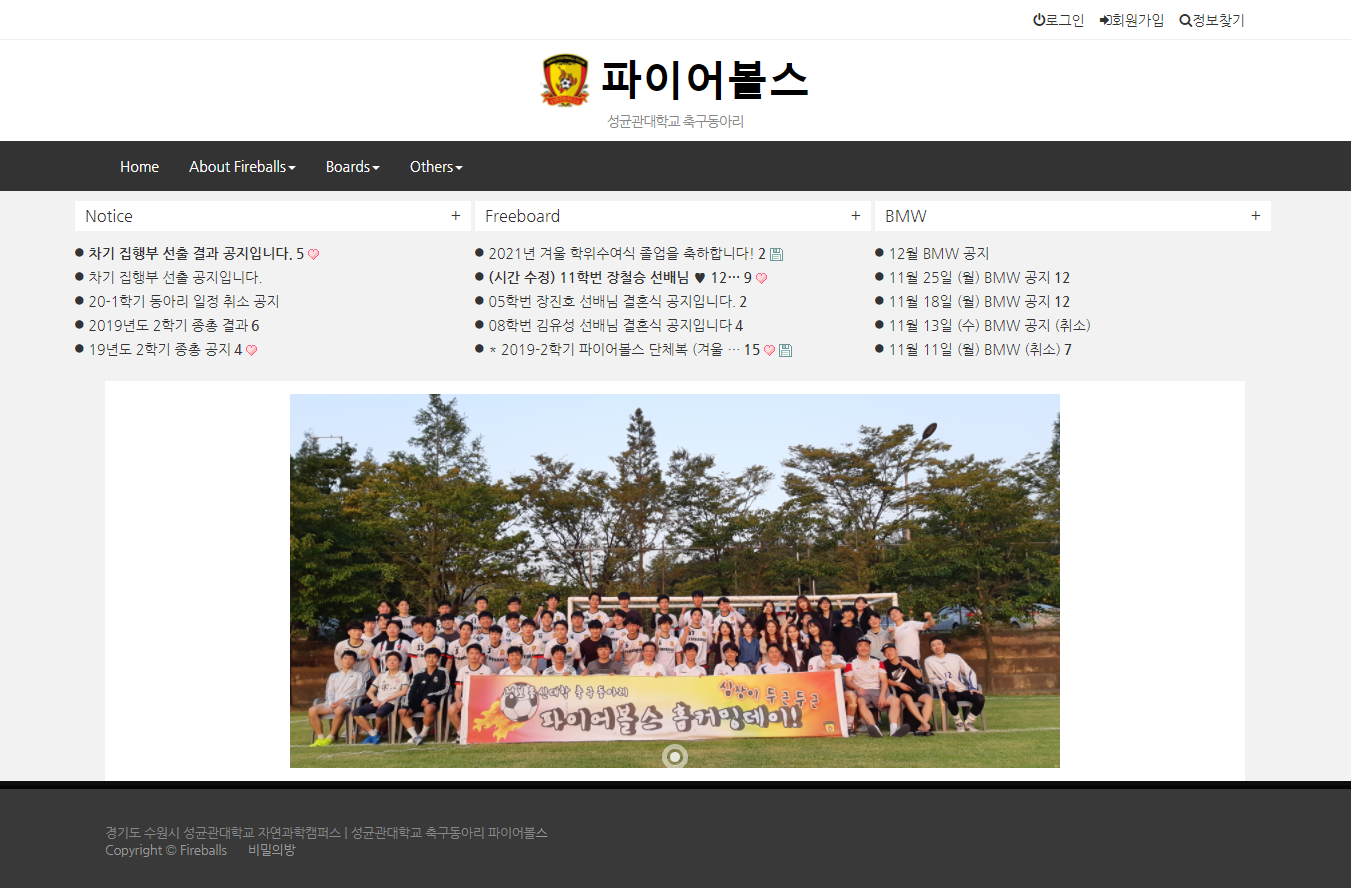 로그인 회원가입 정보찾기
파이어볼스
성균관대학교 축구동아리
Home About Fireballs Boards Others
Notice +
차기 집행부 선출 결과 공지입니다. 5
차기 집행부 선출 공지입니다.
20-1학기 동아리 일정 취소 공지
2019년도 2학기 종총 결과 6
19년도 2학기 종총 공지 4
Freeboard +
2021년 겨울 학위수여식 졸업을 축하합니다! 2
(시간 수정) 11학번 장철승 선배님 ♥ 12… 9
05학번 장진호 선배님 결혼식 공지입니다. 2
08학번 김유성 선배님 결혼식 공지입니다 4
* 2019-2학기 파이어볼스 단체복 (겨울 … 15
BMW +
12월 BMW 공지
11월 25일 (월) BMW 공지 12
11월 18일 (월) BMW 공지 12
11월 13일 (수) BMW 공지 (취소)
11월 11일 (월) BMW (취소) 7
정보통신대학 축구동아리 심장이 두근두근
파이어볼스 홈커밍데이!!
경기도 수원시 성균관대학교 자연과학캠퍼스 | 성균관대학교 축구동아리 파이어볼스
Copyright © Fireballs 비밀의방